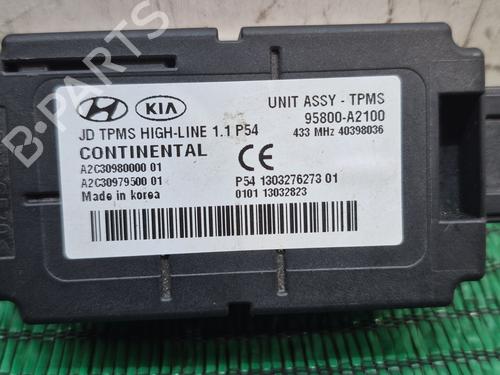 HYUNDAI KIA
UNIT ASSY - TPMS
95800-A2100
JD TPMS HIGH-LINE 1.1 P54
433 MHz 40398036
CONTINENTAL
CE
A2C30980000 01
A2C30979500 01
P54 1303276273 01
Made in korea
0101 13032823
B-PARTS